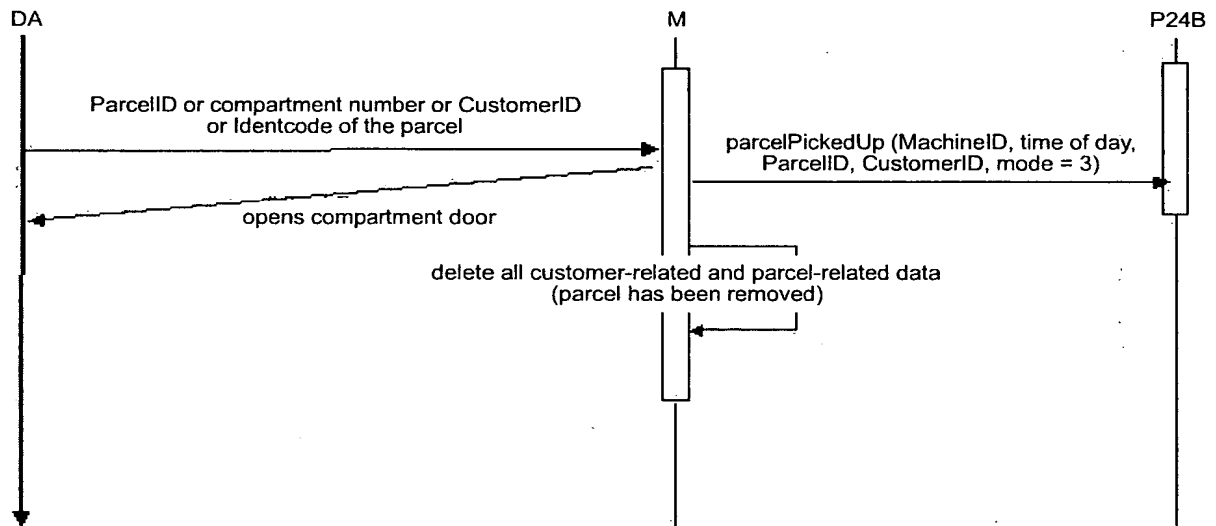 DA
M
P24B
ParcelID or compartment number or CustomerID
or Identcode of the parcel
parcelPickedUp (MachineID, time of day,
ParcelID, CustomerID, mode = 3)
opens compartment door
delete all customer-related and parcel-related data
(parcel has been removed)